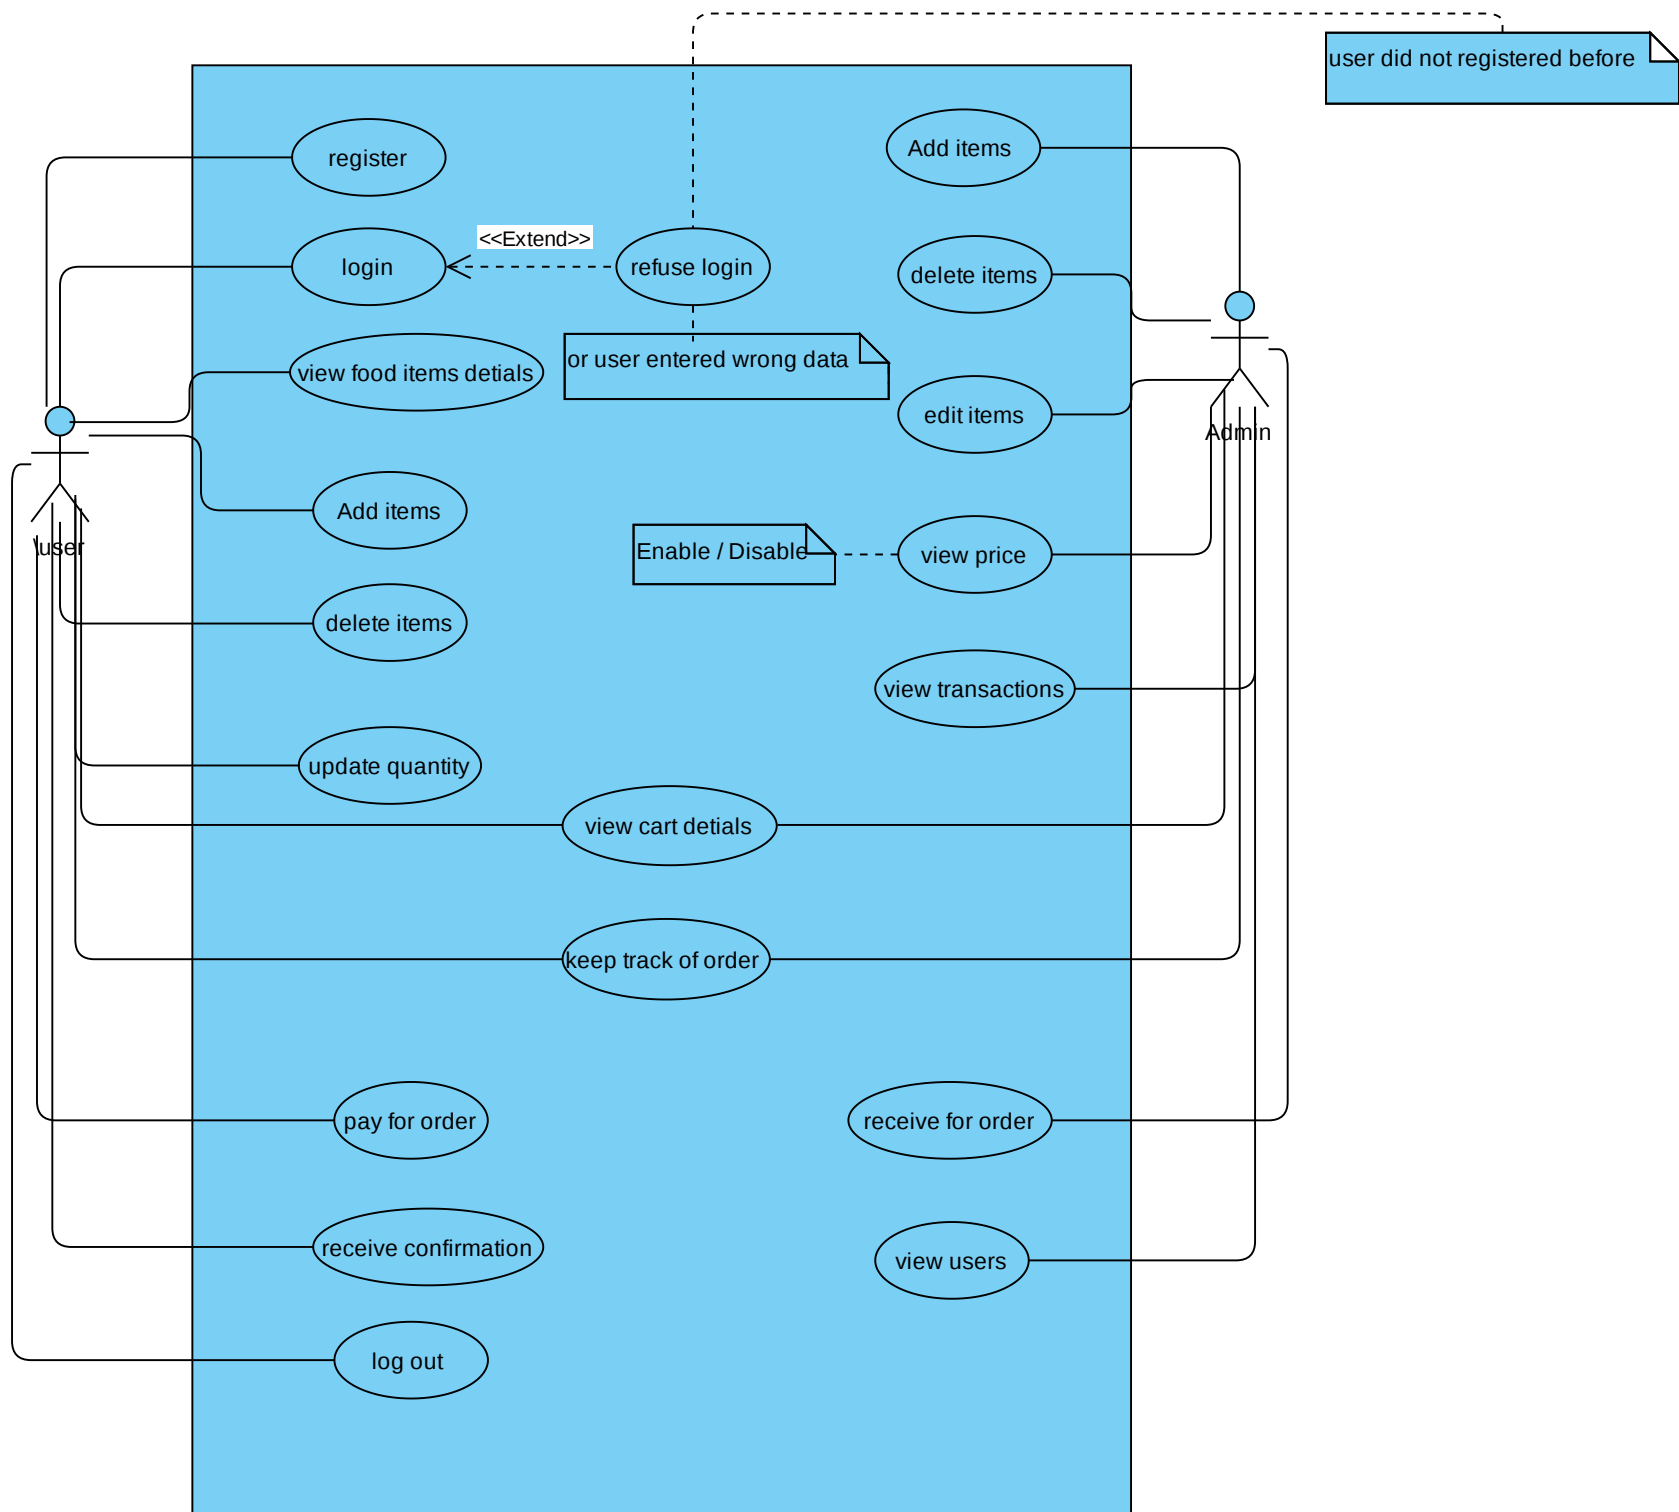 user did not registered before
register
Add items
<<Extend>>
login
refuse login
delete items
view food items detials
or user entered wrong data
edit items
Admin
Add items
user
Enable / Disable
view price
delete items
view transactions
update quantity
view cart detials
keep track of order
pay for order
receive for order
receive confirmation
view users
log out